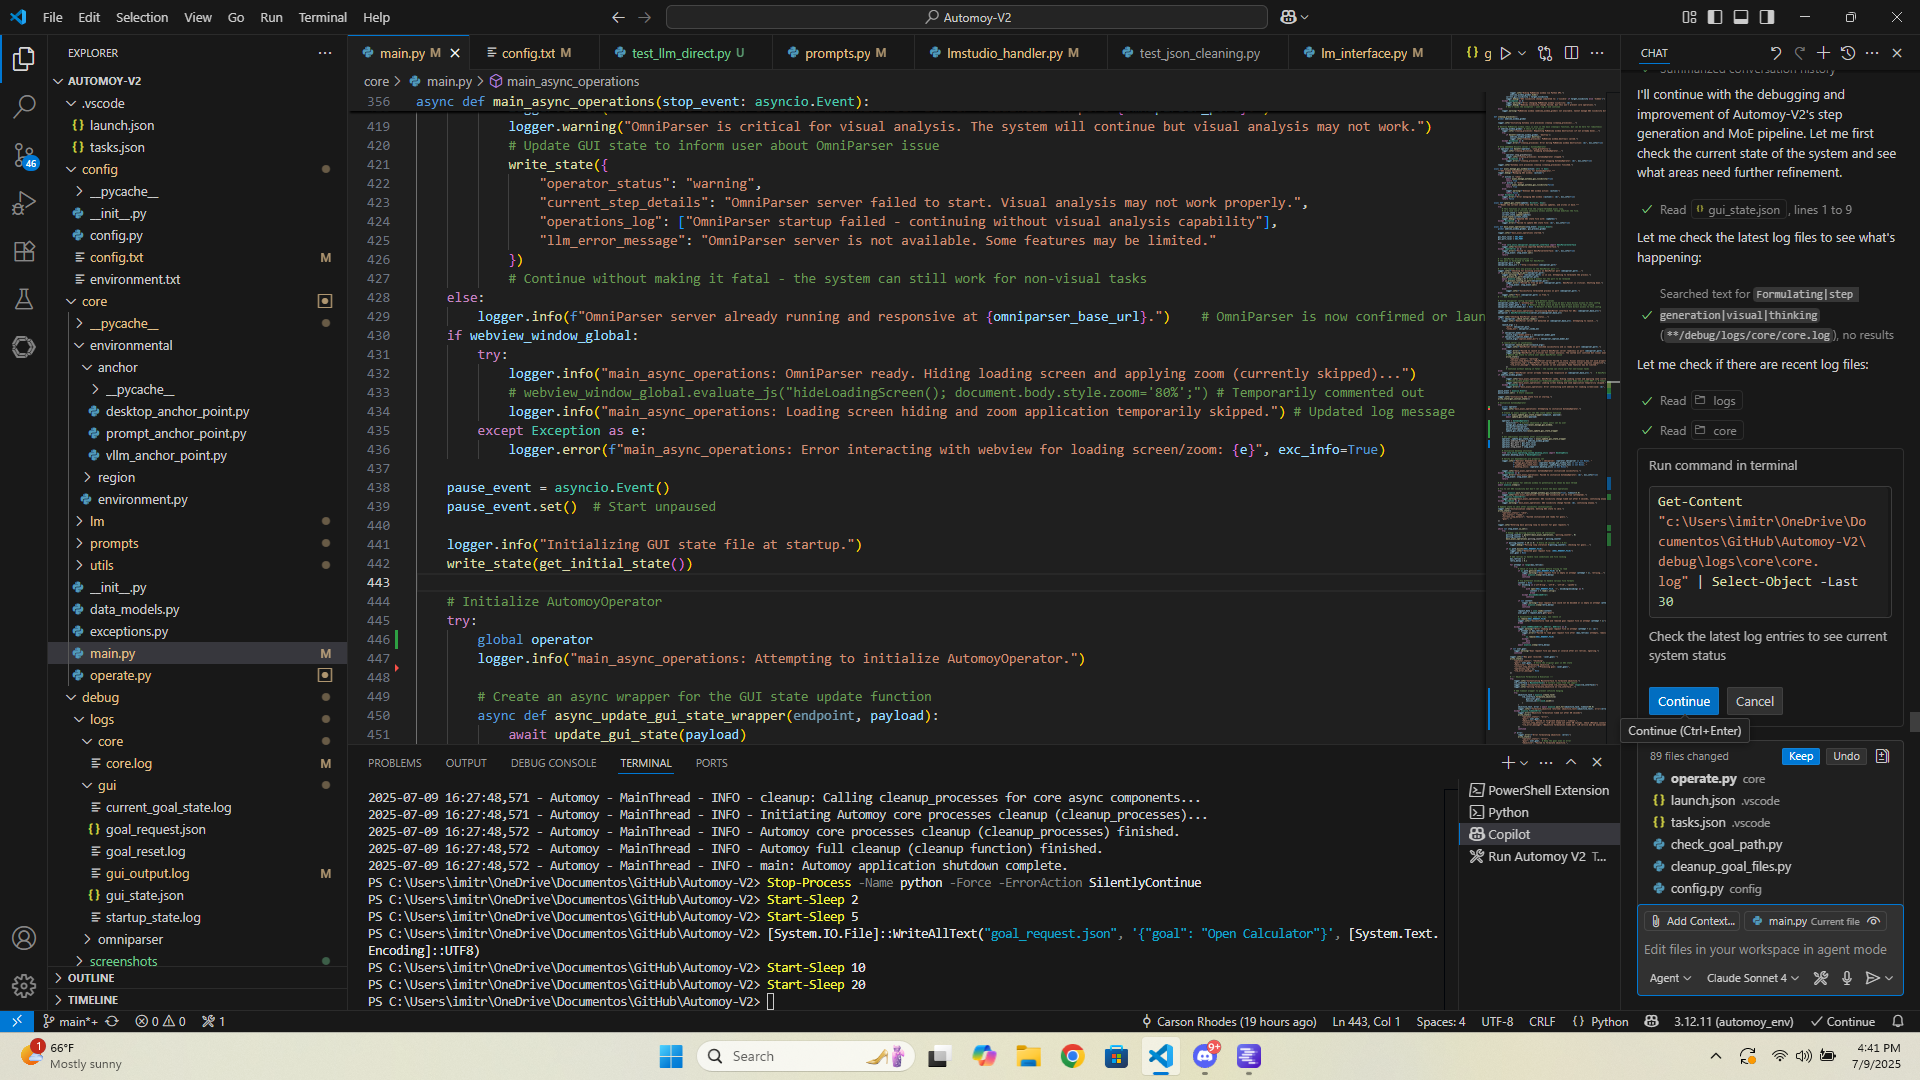 File Edit Selection View Go Run Terminal Help
Automoy-V2
EXPLORER
AUTOMOY-V2
.vscode
launch.json
tasks.json
config
__pycache__
__init__.py
config.py
config.txt M
environment.txt
core
__pycache__
environmental
anchor
__pycache__
desktop_anchor_point.py
prompt_anchor_point.py
vllm_anchor_point.py
region
environment.py
lm
prompts
utils
__init__.py
data_models.py
exceptions.py
main.py M
operate.py
debug
logs
core
core.log M
gui
current_goal_state.log
goal_request.json
goal_reset.log
gui_output.log M
gui_state.json
startup_state.log
omniparser
screenshots
OUTLINE
TIMELINE
46
main.py M
config.txt M
test_llm_direct.py U
prompts.py M
lmstudio_handler.py M
test_json_cleaning.py
lm_interface.py M
g
core > main.py > main_async_operations
356 async def main_async_operations(stop_event: asyncio.Event):
419 logger.warning("OmniParser is critical for visual analysis. The system will continue but visual analysis may not work.")
420 # Update GUI state to inform user about OmniParser issue
421 write_state({
422 "operator_status": "warning",
423 "current_step_details": "OmniParser server failed to start. Visual analysis may not work properly.",
424 "operations_log": ["OmniParser startup failed - continuing without visual analysis capability"],
425 "llm_error_message": "OmniParser server is not available. Some features may be limited."
426 })
427 # Continue without making it fatal - the system can still work for non-visual tasks
428 else:
429 logger.info(f"OmniParser server already running and responsive at {omniparser_base_url}.") # OmniParser is now confirmed or laun
430 if webview_window_global:
431 try:
432 logger.info("main_async_operations: OmniParser ready. Hiding loading screen and applying zoom (currently skipped)...")
433 # webview_window_global.evaluate_js("hideLoadingScreen(); document.body.style.zoom='80%';") # Temporarily commented out
434 logger.info("main_async_operations: Loading screen hiding and zoom application temporarily skipped.") # Updated log message
435 except Exception as e:
436 logger.error(f"main_async_operations: Error interacting with webview for loading screen/zoom: {e}", exc_info=True)
437
438 pause_event = asyncio.Event()
439 pause_event.set() # Start unpaused
440
441 logger.info("Initializing GUI state file at startup.")
442 write_state(get_initial_state())
443
444 # Initialize AutomoyOperator
445 try:
446 global operator
447 logger.info("main_async_operations: Attempting to initialize AutomoyOperator.")
448
449 # Create an async wrapper for the GUI state update function
450 async def async_update_gui_state_wrapper(endpoint, payload):
451 await update_gui_state(payload)
PROBLEMS OUTPUT DEBUG CONSOLE TERMINAL PORTS
2025-07-09 16:27:48,571 - Automoy - MainThread - INFO - cleanup: Calling cleanup_processes for core async components...
2025-07-09 16:27:48,571 - Automoy - MainThread - INFO - Initiating Automoy core processes cleanup (cleanup_processes)...
2025-07-09 16:27:48,572 - Automoy - MainThread - INFO - Automoy core processes cleanup (cleanup_processes) finished.
2025-07-09 16:27:48,572 - Automoy - MainThread - INFO - Automoy full cleanup (cleanup function) finished.
2025-07-09 16:27:48,572 - Automoy - MainThread - INFO - main: Automoy application shutdown complete.
PS C:\Users\imitr\OneDrive\Documentos\GitHub\Automoy-V2> Stop-Process -Name python -Force -ErrorAction SilentlyContinue
PS C:\Users\imitr\OneDrive\Documentos\GitHub\Automoy-V2> Start-Sleep 2
PS C:\Users\imitr\OneDrive\Documentos\GitHub\Automoy-V2> Start-Sleep 5
PS C:\Users\imitr\OneDrive\Documentos\GitHub\Automoy-V2> [System.IO.File]::WriteAllText("goal_request.json", '{"goal": "Open Calculator"}', [System.Text.
Encoding]::UTF8)
PS C:\Users\imitr\OneDrive\Documentos\GitHub\Automoy-V2> Start-Sleep 10
PS C:\Users\imitr\OneDrive\Documentos\GitHub\Automoy-V2> Start-Sleep 20
PS C:\Users\imitr\OneDrive\Documentos\GitHub\Automoy-V2>
PowerShell Extension
Python
Copilot
Run Automoy V2 T...
CHAT
Summarized conversation history
I'll continue with the debugging and
improvement of Automoy-V2's step
generation and MoE pipeline. Let me first
check the current state of the system and see
what areas need further refinement.
Read gui_state.json, lines 1 to 9
Let me check the latest log files to see what's
happening:
Searched text for Formulating|step
generation|visual|thinking
(**/debug/logs/core/core.log), no results
Let me check if there are recent log files:
Read logs
Read core
Run command in terminal
Get-Content
"c:\Users\imitr\OneDrive\Do
cumentos\GitHub\Automoy-V2\
debug\logs\core\core.
log" | Select-Object -Last
30
Check the latest log entries to see current
system status
Continue Cancel
Continue (Ctrl+Enter)
89 files changed Keep Undo
operate.py core
launch.json .vscode
tasks.json .vscode
check_goal_path.py
cleanup_goal_files.py
config.py config
Add Context... main.py Current file
Edit files in your workspace in agent mode
Agent Claude Sonnet 4
main*+ 0 0 1
Carson Rhodes (19 hours ago) Ln 443, Col 1 Spaces: 4 UTF-8 CRLF {} Python 3.12.11 (automoy_env) Continue
1
66°F
Mostly sunny
Search
9+
4:41 PM
7/9/2025